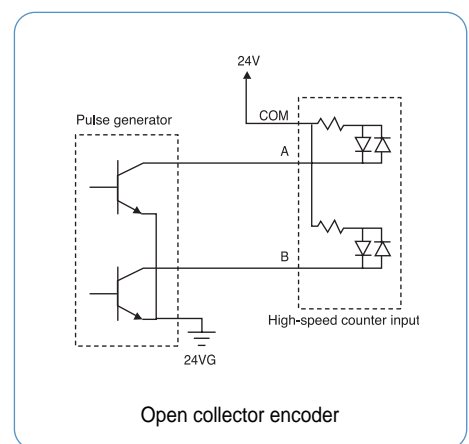 24V
Pulse generator
COM
A
B
High-speed counter input
24VG
Open collector encoder